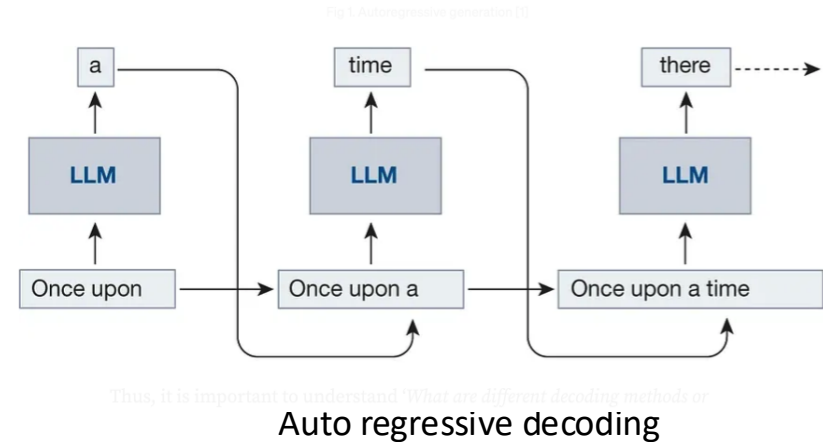 Fig 1. Autoregressive generation [1]
a
time
there
LLM
LLM
LLM
Once upon
Once upon a
Once upon a time
Thus, it is important to understand 'What are different decoding methods or
Auto regressive decoding